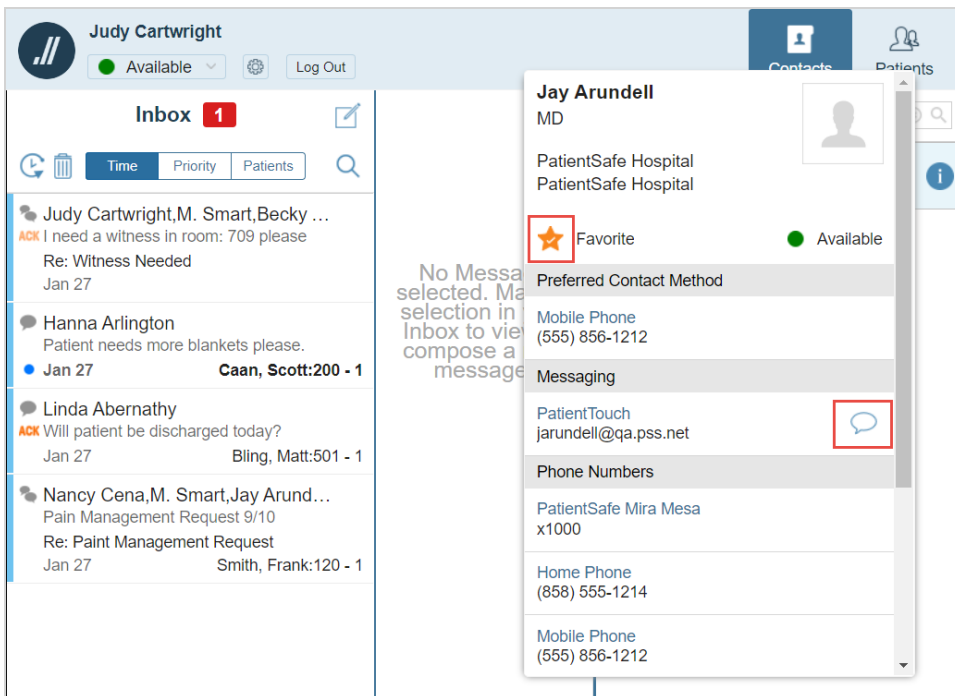 Judy Cartwright
Available
Log Out
Contacts
Patients
Inbox 1
Time Priority Patients
Judy Cartwright,M. Smart,Becky ...
ACK I need a witness in room: 709 please
Re: Witness Needed
Jan 27
Hanna Arlington
Patient needs more blankets please.
Jan 27 Caan, Scott:200 - 1
Linda Abernathy
ACK Will patient be discharged today?
Jan 27 Bling, Matt:501 - 1
Nancy Cena,M. Smart,Jay Arund...
Pain Management Request 9/10
Re: Paint Management Request
Jan 27 Smith, Frank:120 - 1
No Messa
selected. Ma
selection in
Inbox to vie
compose a
message
Jay Arundell
MD
PatientSafe Hospital
PatientSafe Hospital
Favorite Available
Preferred Contact Method
Mobile Phone
(555) 856-1212
Messaging
PatientTouch
jarundell@qa.pss.net
Phone Numbers
PatientSafe Mira Mesa
x1000
Home Phone
(858) 555-1214
Mobile Phone
(555) 856-1212